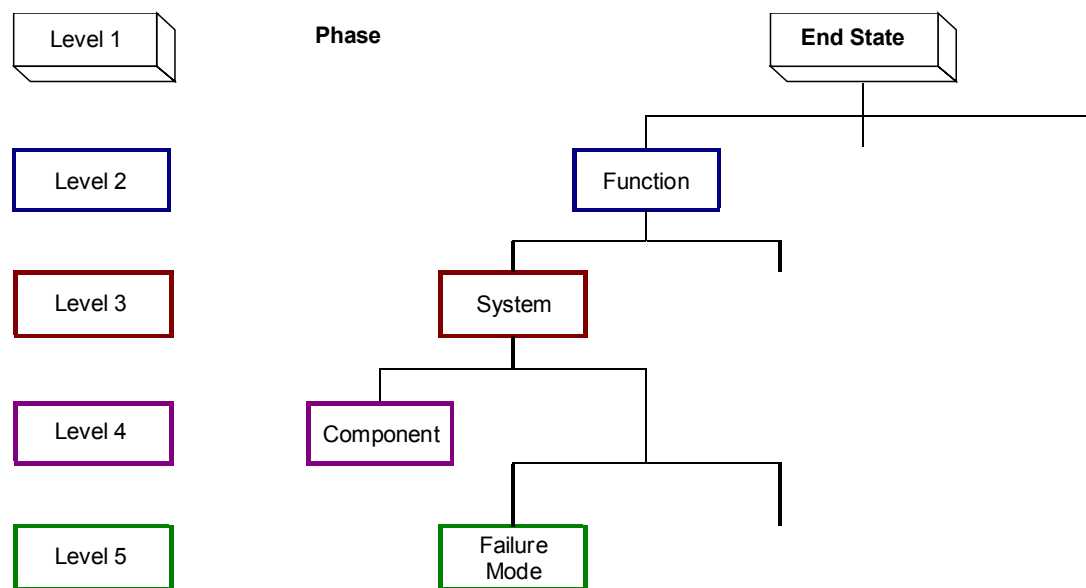 Level 1
Phase
End State
Level 2
Function
Level 3
System
Level 4
Component
Level 5
Failure
Mode